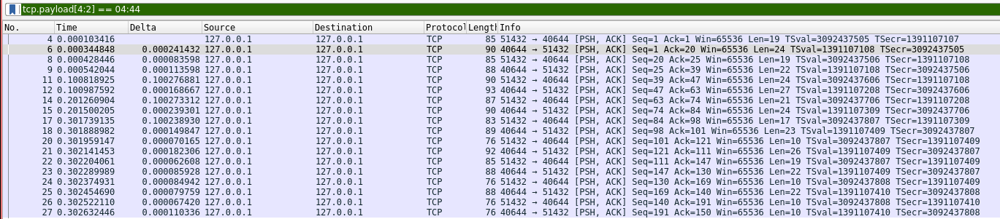 tcp.payload[4:2] == 04:44
No. Time Delta Source Destination Protocol Length Info
4 0.000103416 127.0.0.1 127.0.0.1 TCP 85 51432 → 40644 [PSH, ACK] Seq=1 Ack=1 Win=65536 Len=19 TSval=3092437505 TSecr=1391107107
6 0.000344848 0.000241432 127.0.0.1 127.0.0.1 TCP 90 40644 → 51432 [PSH, ACK] Seq=1 Ack=20 Win=65536 Len=24 TSval=1391107108 TSecr=3092437505
8 0.000428446 0.000083598 127.0.0.1 127.0.0.1 TCP 85 51432 → 40644 [PSH, ACK] Seq=20 Ack=25 Win=65536 Len=19 TSval=3092437506 TSecr=1391107108
9 0.000542044 0.000113598 127.0.0.1 127.0.0.1 TCP 88 40644 → 51432 [PSH, ACK] Seq=25 Ack=39 Win=65536 Len=22 TSval=1391107108 TSecr=3092437506
11 0.100818925 0.100276881 127.0.0.1 127.0.0.1 TCP 90 51432 → 40644 [PSH, ACK] Seq=39 Ack=47 Win=65536 Len=24 TSval=3092437606 TSecr=1391107108
12 0.100987592 0.000168667 127.0.0.1 127.0.0.1 TCP 93 40644 → 51432 [PSH, ACK] Seq=47 Ack=63 Win=65536 Len=27 TSval=1391107208 TSecr=3092437606
14 0.201260904 0.100273312 127.0.0.1 127.0.0.1 TCP 87 51432 → 40644 [PSH, ACK] Seq=63 Ack=74 Win=65536 Len=21 TSval=3092437706 TSecr=1391107208
15 0.201500205 0.000239301 127.0.0.1 127.0.0.1 TCP 90 40644 → 51432 [PSH, ACK] Seq=74 Ack=84 Win=65536 Len=24 TSval=1391107309 TSecr=3092437706
17 0.301739135 0.100238930 127.0.0.1 127.0.0.1 TCP 83 51432 → 40644 [PSH, ACK] Seq=84 Ack=98 Win=65536 Len=17 TSval=3092437807 TSecr=1391107309
18 0.301888982 0.000149847 127.0.0.1 127.0.0.1 TCP 89 40644 → 51432 [PSH, ACK] Seq=98 Ack=101 Win=65536 Len=23 TSval=1391107409 TSecr=3092437807
20 0.301959147 0.000070165 127.0.0.1 127.0.0.1 TCP 76 51432 → 40644 [PSH, ACK] Seq=101 Ack=121 Win=65536 Len=10 TSval=3092437807 TSecr=1391107409
21 0.302141453 0.000182306 127.0.0.1 127.0.0.1 TCP 92 40644 → 51432 [PSH, ACK] Seq=121 Ack=111 Win=65536 Len=26 TSval=1391107409 TSecr=3092437807
22 0.302204061 0.000062608 127.0.0.1 127.0.0.1 TCP 85 51432 → 40644 [PSH, ACK] Seq=111 Ack=147 Win=65536 Len=19 TSval=3092437807 TSecr=1391107409
23 0.302289989 0.000085928 127.0.0.1 127.0.0.1 TCP 88 40644 → 51432 [PSH, ACK] Seq=147 Ack=130 Win=65536 Len=22 TSval=1391107409 TSecr=3092437807
24 0.302374931 0.000084942 127.0.0.1 127.0.0.1 TCP 76 51432 → 40644 [PSH, ACK] Seq=130 Ack=169 Win=65536 Len=10 TSval=3092437808 TSecr=1391107409
25 0.302454690 0.000079759 127.0.0.1 127.0.0.1 TCP 88 40644 → 51432 [PSH, ACK] Seq=169 Ack=140 Win=65536 Len=22 TSval=1391107410 TSecr=3092437808
26 0.302522110 0.000067420 127.0.0.1 127.0.0.1 TCP 76 51432 → 40644 [PSH, ACK] Seq=140 Ack=191 Win=65536 Len=10 TSval=3092437808 TSecr=1391107410
27 0.302632446 0.000110336 127.0.0.1 127.0.0.1 TCP 76 40644 → 51432 [PSH, ACK] Seq=191 Ack=150 Win=65536 Len=10 TSval=1391107410 TSecr=3092437808